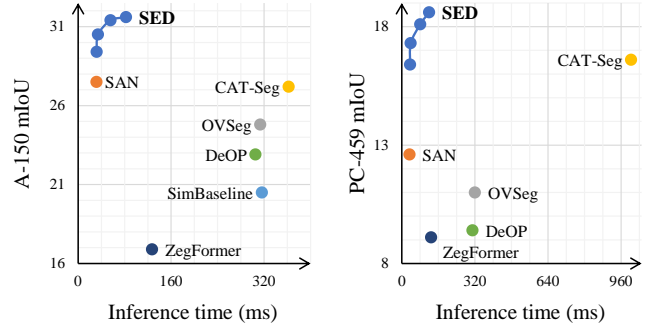 31
26
21
16
A-150 mIoU
SED
SAN
CAT-Seg
OVSeg
DeOP
SimBaseline
ZegFormer
0
160
320
Inference time (ms)
18
13
8
PC-459 mIoU
SED
CAT-Seg
SAN
OVSeg
DeOP
ZegFormer
0
320
640
960
Inference time (ms)